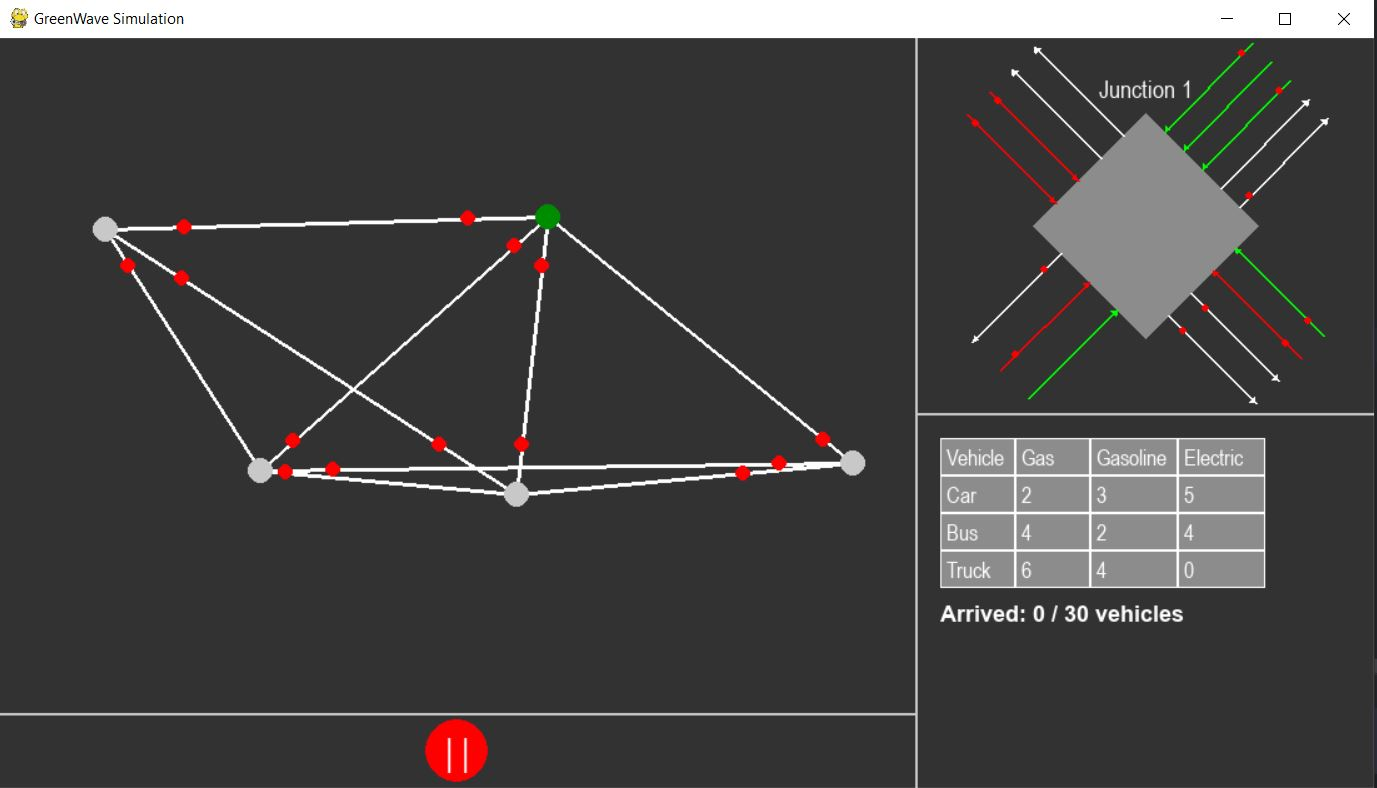 GreenWave Simulation
Junction 1
Vehicle Gas Gasoline Electric
Car 2 3 5
Bus 4 2 4
Truck 6 4 0
Arrived: 0 / 30 vehicles